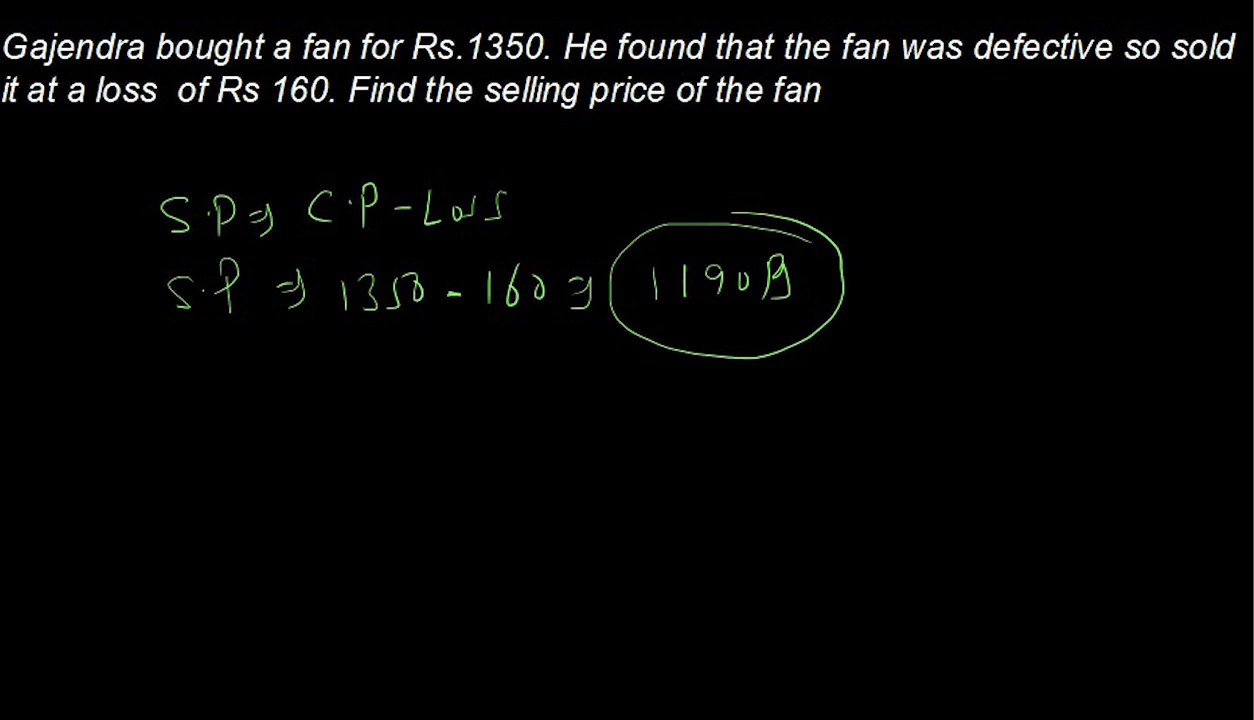 Gajendra bought a fan for Rs.1350. He found that the fan was defective so sold
it at a loss of Rs 160. Find the selling price of the fan
S.P ⇒ C.P - Loss
S.P ⇒ 1350 - 160 ⇒ 1190